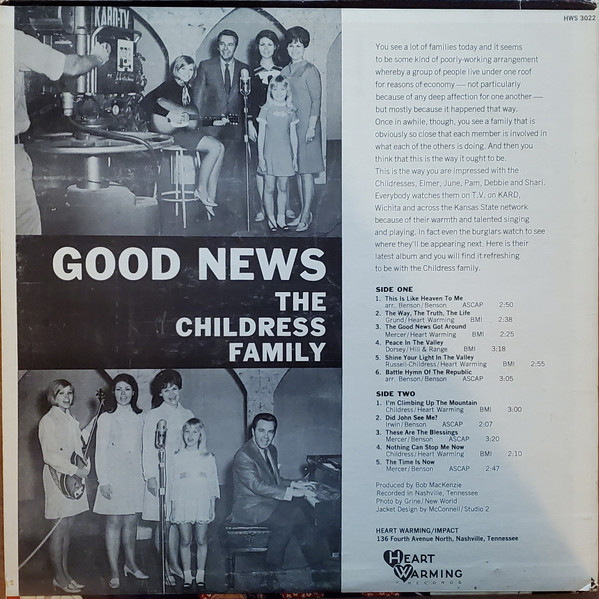 KARD-TV
HWS 3022
You see a lot of families today and it seems
to be some kind of poorly-working arrangement
whereby a group of people live under one roof
for reasons of economy — not particularly
because of any deep affection for one another —
but mostly because it happened that way.
Once in awhile, though, you see a family that is
obviously so close that each member is involved in
what each of the others is doing. And then you
think that this is the way it ought to be.
This is the way you are impressed with the
Childresses, Elmer, June, Pam, Debbie and Shari.
Everybody watches them on T.V. on KARD,
Wichita and across the Kansas State network
because of their warmth and talented singing
and playing. In fact even the burglars watch to see
where they'll be appearing next. Here is their
latest album and you will find it refreshing
to be with the Childress family.
GOOD NEWS
THE
CHILDRESS
FAMILY
SIDE ONE
1. This Is Like Heaven To Me
arr. Benson/Benson ASCAP 2:50
2. The Way, The Truth, The Life
Grund/Heart Warming BMI 2:38
3. The Good News Got Around
Mercer/Heart Warming BMI 2:25
4. Peace In The Valley
Dorsey/Hill & Range BMI 3:18
5. Shine Your Light In The Valley
Russell-Childress/Heart Warming BMI 2:55
6. Battle Hymn Of The Republic
arr. Benson/Benson ASCAP 3:05
SIDE TWO
1. I'm Climbing Up The Mountain
Childress/Heart Warming BMI 3:00
2. Did John See Me?
Irwin/Benson ASCAP 2:07
3. These Are The Blessings
Mercer/Benson ASCAP 3:20
4. Nothing Can Stop Me Now
Childress/Heart Warming BMI 2:10
5. The Time Is Now
Mercer/Benson ASCAP 2:47
Produced by Bob MacKenzie
Recorded in Nashville, Tennessee
Photo by Grine/New World
Jacket Design by McConnell/Studio 2
HEART WARMING/IMPACT
136 Fourth Avenue North, Nashville, Tennessee
HEART
WARMING
RECORDS